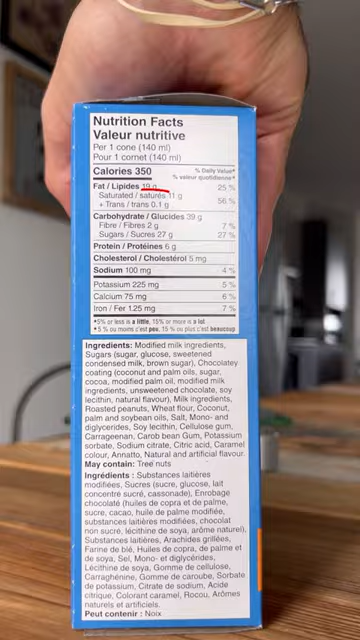 Nutrition Facts
Valeur nutritive
Per 1 cone (140 ml)
Pour 1 cornet (140 ml)
Calories 350
% Daily Value*
% valeur quotidienne*
Fat / Lipides 19 g 25 %
Saturated / saturés 11 g
+ Trans / trans 0.1 g 56 %
Carbohydrate / Glucides 39 g
Fibre / Fibres 2 g 7 %
Sugars / Sucres 27 g 27 %
Protein / Protéines 6 g
Cholesterol / Cholestérol 5 mg
Sodium 100 mg 4 %
Potassium 225 mg 5 %
Calcium 75 mg 6 %
Iron / Fer 1.25 mg 7 %
*5% or less is a little, 15% or more is a lot
*5 % ou moins c'est peu, 15 % ou plus c'est beaucoup
Ingredients: Modified milk ingredients,
Sugars (sugar, glucose, sweetened
condensed milk, brown sugar), Chocolatey
coating (coconut and palm oils, sugar,
cocoa, modified palm oil, modified milk
ingredients, unsweetened chocolate, soy
lecithin, natural flavour), Milk ingredients,
Roasted peanuts, Wheat flour, Coconut,
palm and soybean oils, Salt, Mono- and
diglycerides, Soy lecithin, Cellulose gum,
Carrageenan, Carob bean Gum, Potassium
sorbate, Sodium citrate, Citric acid, Caramel
colour, Annatto, Natural and artificial flavour.
May contain: Tree nuts
Ingrédients : Substances laitières
modifiées, Sucres (sucre, glucose, lait
concentré sucré, cassonade), Enrobage
chocolaté (huiles de copra et de palme,
sucre, cacao, huile de palme modifiée,
substances laitières modifiées, chocolat
non sucré, lécithine de soya, arôme naturel),
Substances laitières, Arachides grillées,
Farine de blé, Huiles de copra, de palme et
de soya, Sel, Mono- et diglycérides,
Lécithine de soya, Gomme de cellulose,
Carraghénine, Gomme de caroube, Sorbate
de potassium, Citrate de sodium, Acide
citrique, Colorant caramel, Rocou, Arômes
naturels et artificiels.
Peut contenir : Noix